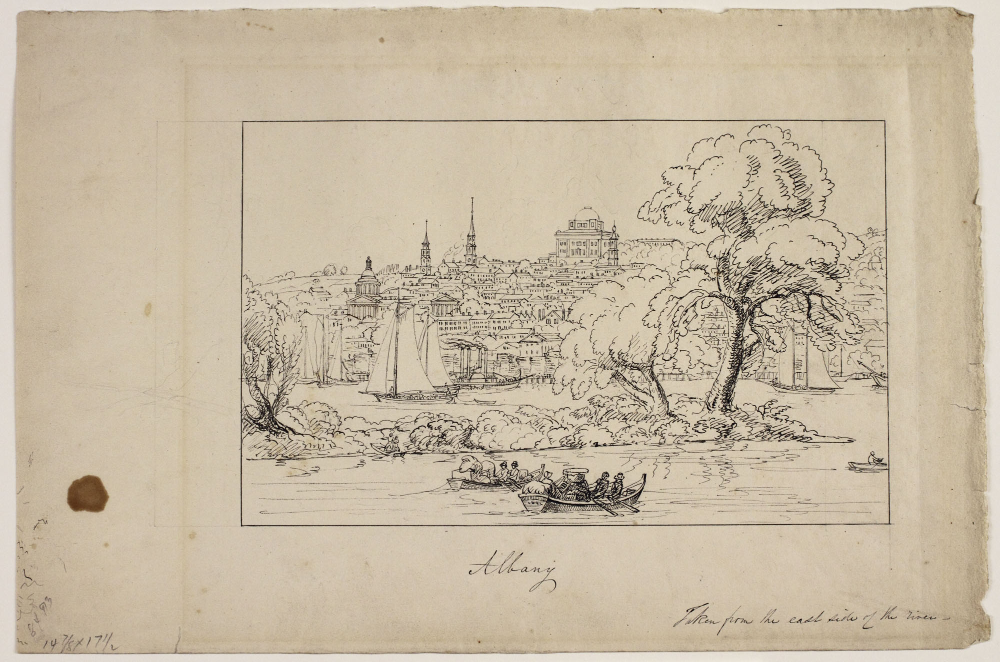 Albany
Taken from the east side of the river -
14 7/8 x 17 1/2